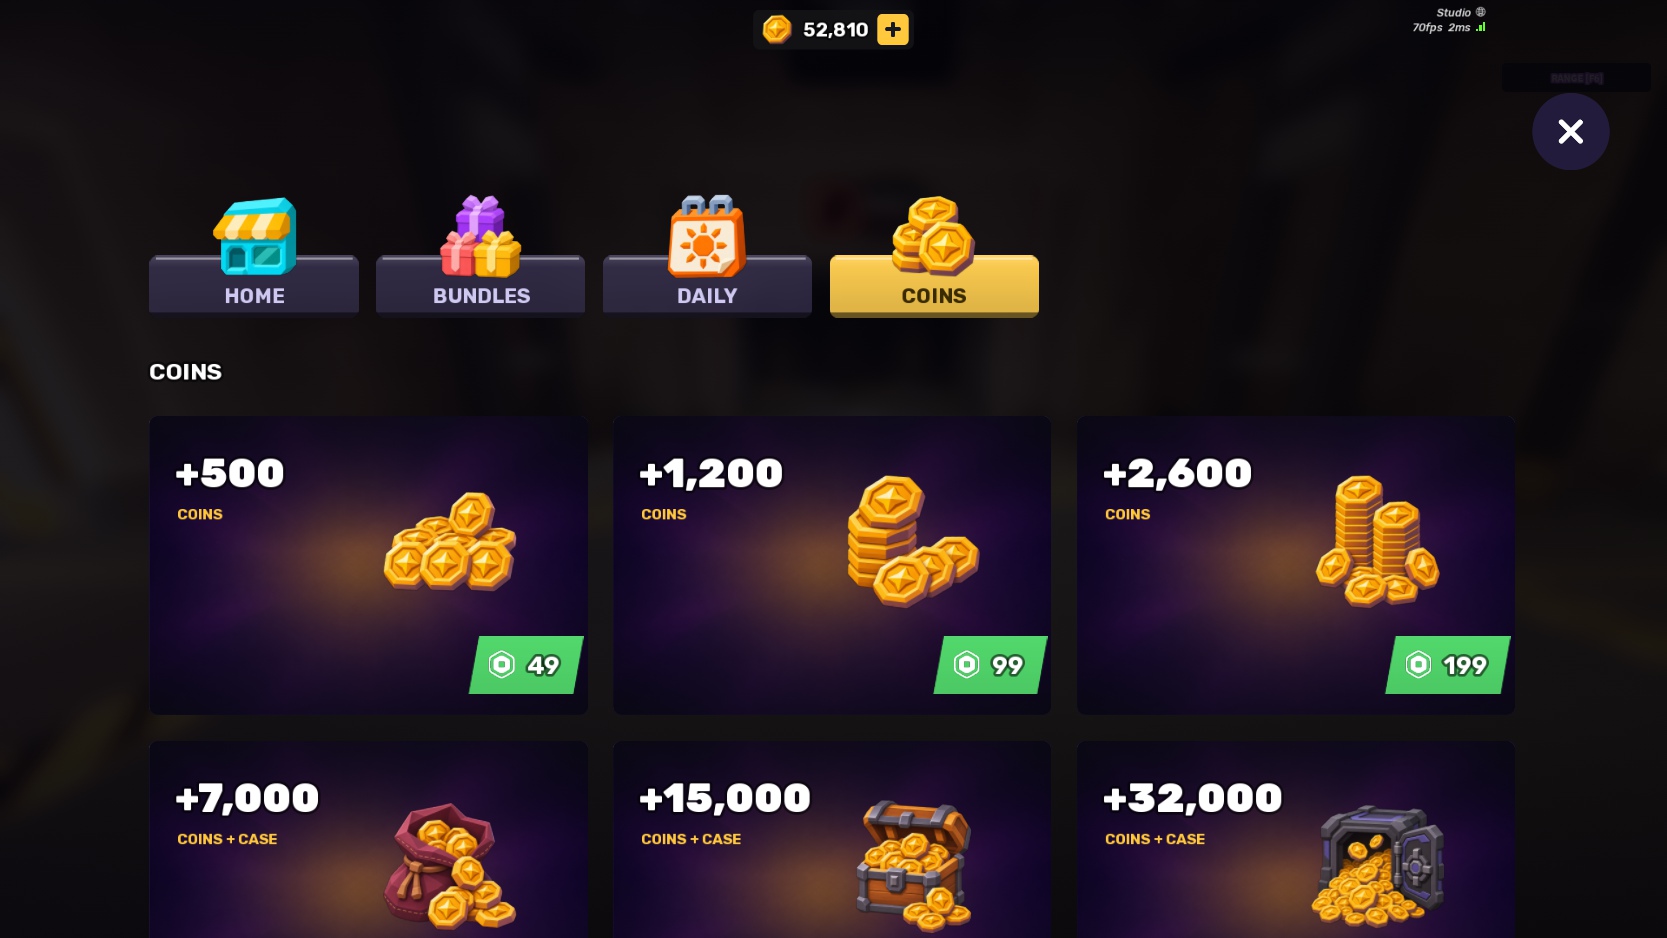 52,810
Studio
70fps 2ms
HOME
BUNDLES
DAILY
COINS
COINS
+500
COINS
49
+1,200
COINS
99
+2,600
COINS
199
+7,000
COINS + CASE
+15,000
COINS + CASE
+32,000
COINS + CASE